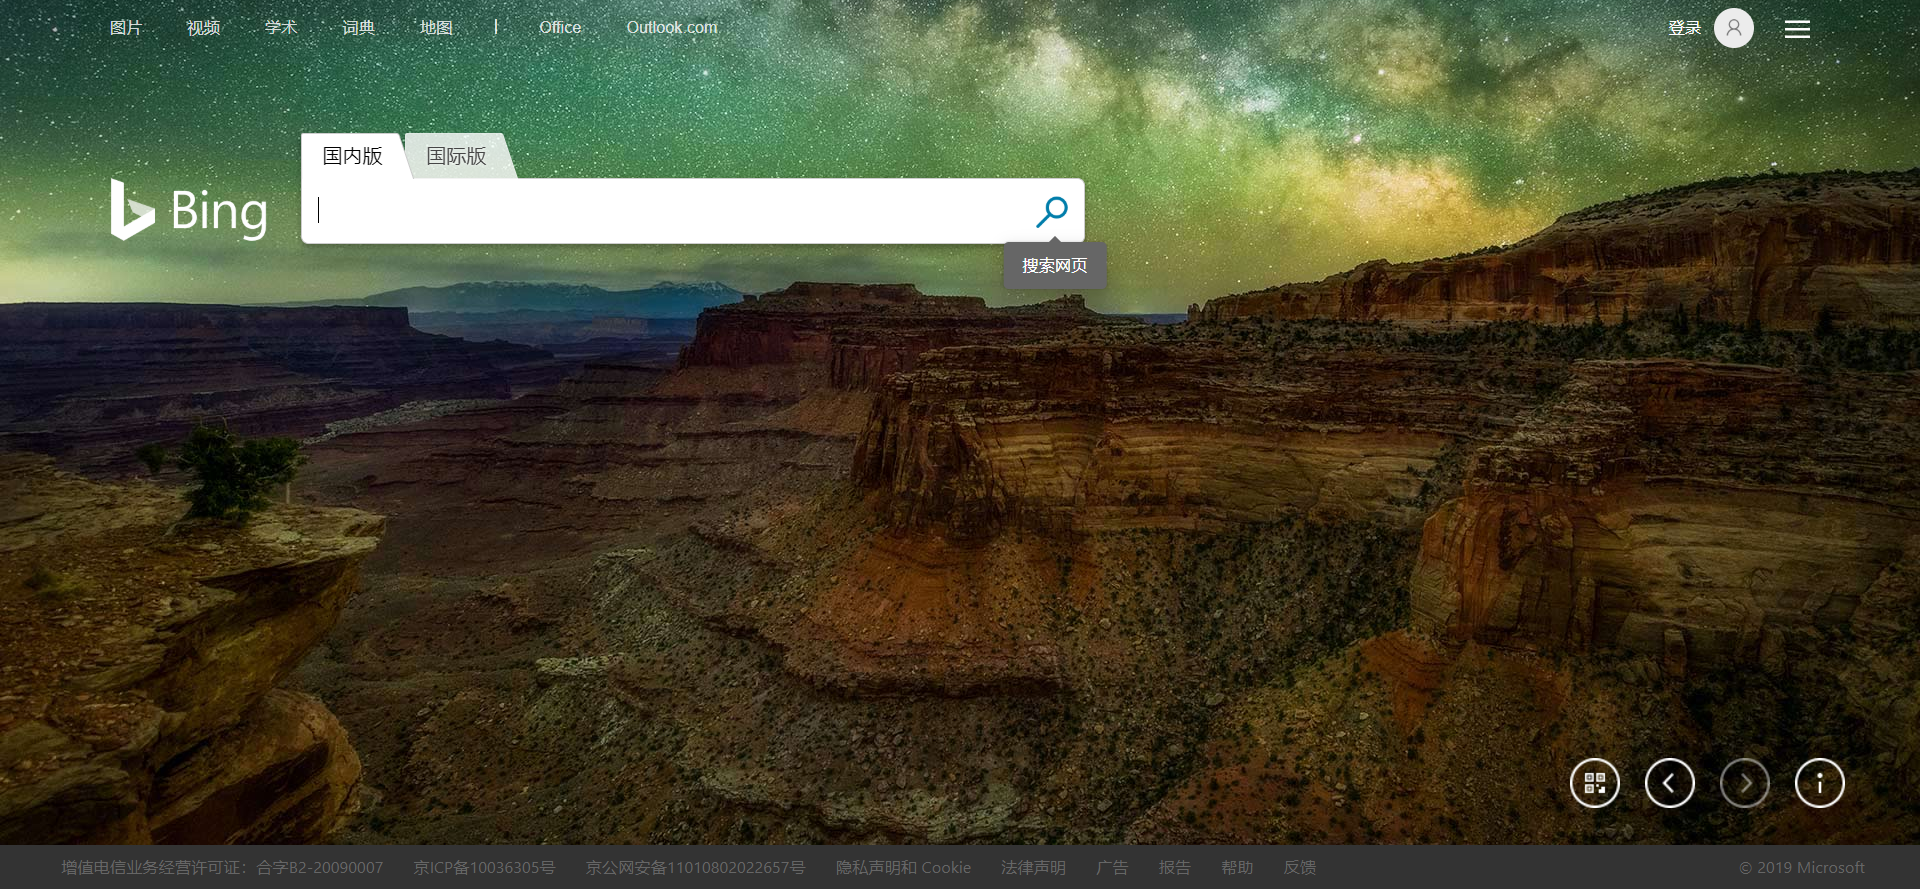 图片 视频 学术 词典 地图 | Office Outlook.com 登录
国内版 国际版
Bing
搜索网页
增值电信业务经营许可证：合字B2-20090007 京ICP备10036305号 京公网安备11010802022657号 隐私声明和 Cookie 法律声明 广告 报告 帮助 反馈 © 2019 Microsoft